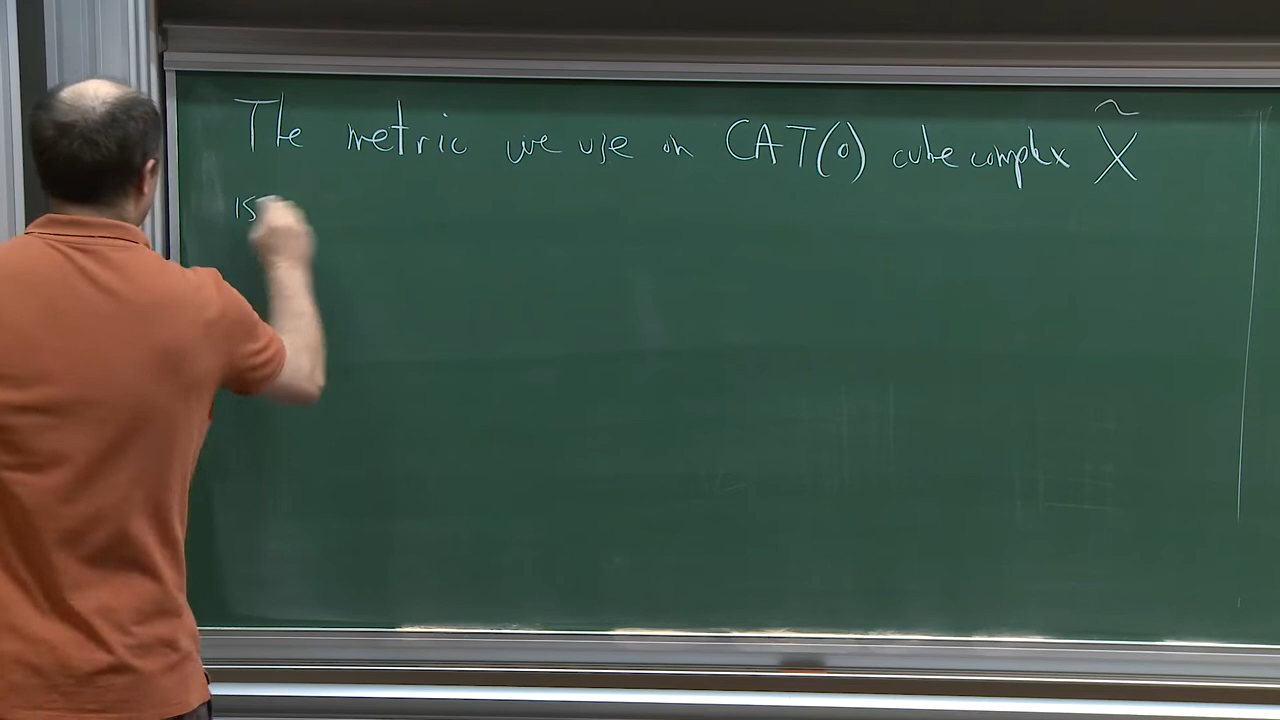 The metric we use on CAT(0) cube complex X̃
is